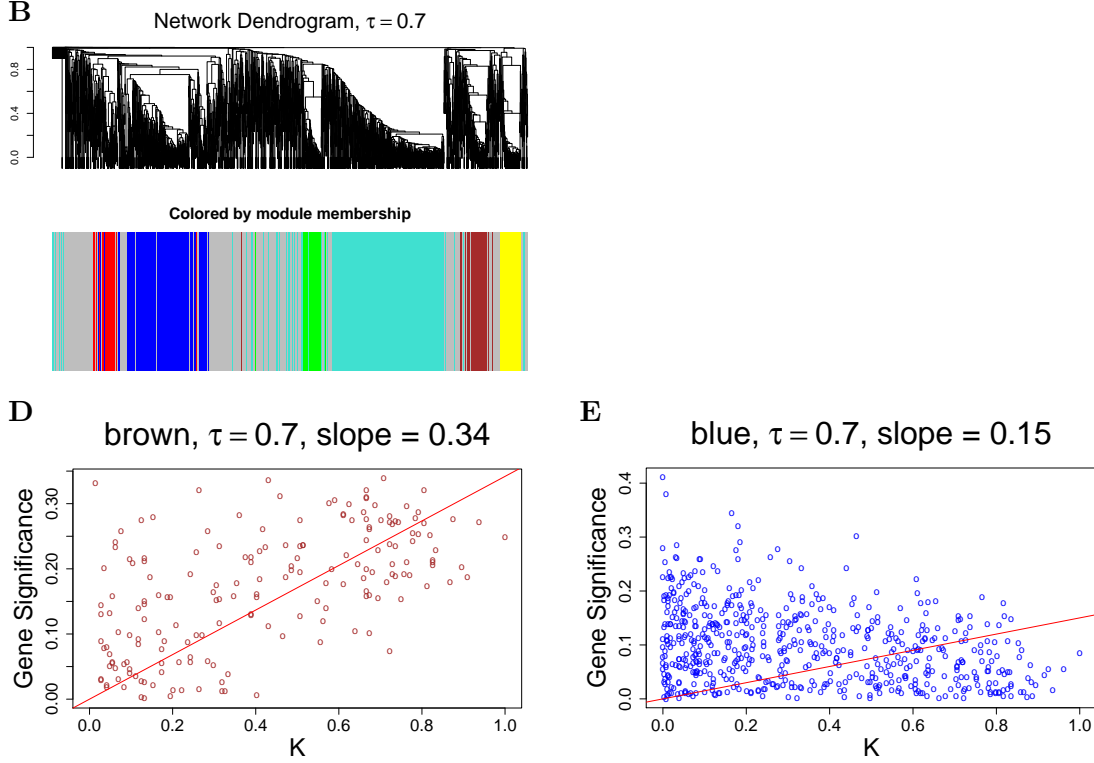 B
Network Dendrogram, τ = 0.7
0.8
0.4
0.0
Colored by module membership
D
brown, τ = 0.7, slope = 0.34
Gene Significance
0.30
0.20
0.10
0.00
0.0 0.2 0.4 0.6 0.8 1.0
K
E
blue, τ = 0.7, slope = 0.15
Gene Significance
0.4
0.3
0.2
0.1
0.0
0.0 0.2 0.4 0.6 0.8 1.0
K